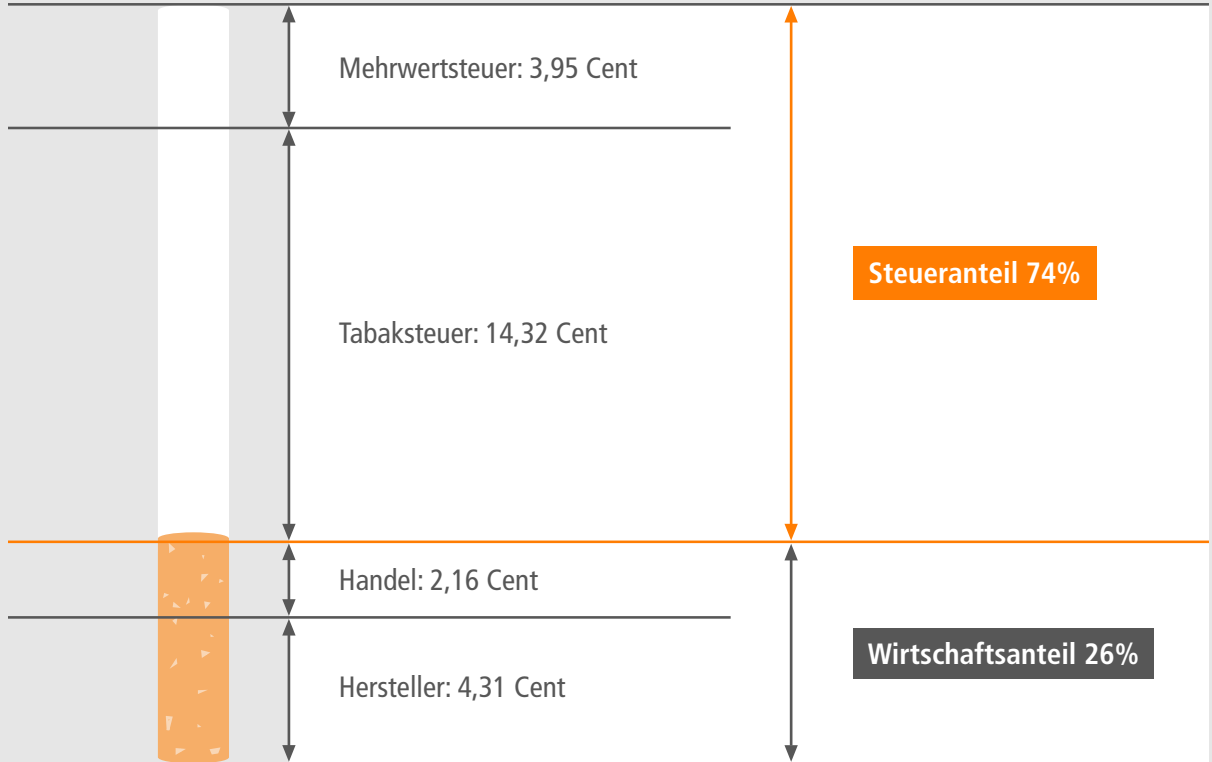 Mehrwertsteuer: 3,95 Cent
Steueranteil 74%
Tabaksteuer: 14,32 Cent
Handel: 2,16 Cent
Wirtschaftsanteil 26%
Hersteller: 4,31 Cent